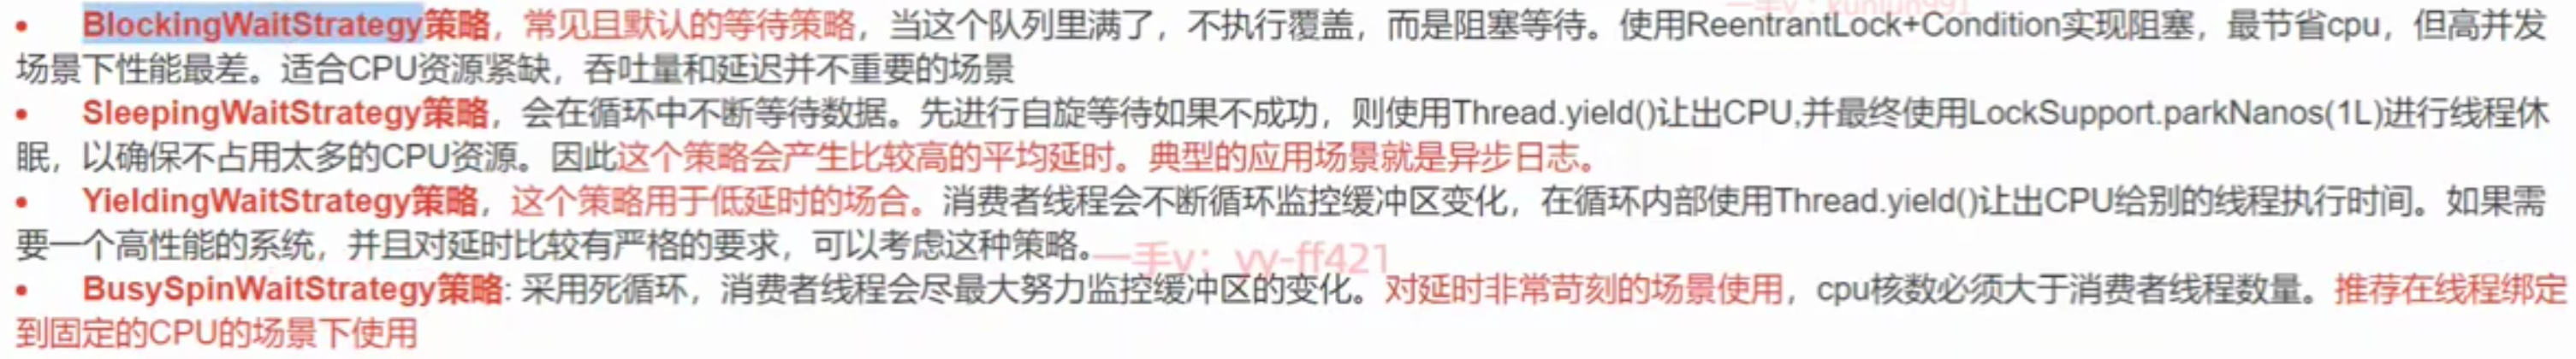 一手v：kunlun991
• BlockingWaitStrategy策略，常见且默认的等待策略，当这个队列里满了，不执行覆盖，而是阻塞等待。使用ReentrantLock+Condition实现阻塞，最节省cpu，但高并发
场景下性能最差。适合CPU资源紧缺，吞吐量和延迟并不重要的场景
• SleepingWaitStrategy策略，会在循环中不断等待数据。先进行自旋等待如果不成功，则使用Thread.yield()让出CPU,并最终使用LockSupport.parkNanos(1L)进行线程休
眠，以确保不占用太多的CPU资源。因此这个策略会产生比较高的平均延时。典型的应用场景就是异步日志。
• YieldingWaitStrategy策略，这个策略用于低延时的场合。消费者线程会不断循环监控缓冲区变化，在循环内部使用Thread.yield()让出CPU给别的线程执行时间。如果需
要一个高性能的系统，并且对延时比较有严格的要求，可以考虑这种策略。
一手v：yy-ff421
• BusySpinWaitStrategy策略: 采用死循环，消费者线程会尽最大努力监控缓冲区的变化。对延时非常苛刻的场景使用，cpu核数必须大于消费者线程数量。推荐在线程绑定
到固定的CPU的场景下使用